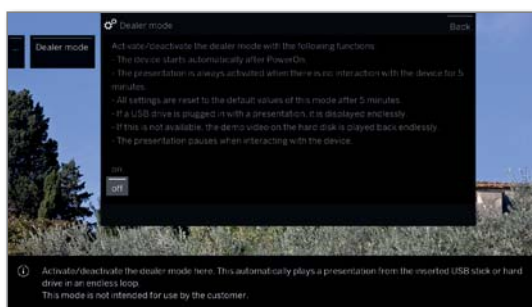 Dealer mode
Back
...
Dealer mode
Activate/deactivate the dealer mode with the following functions
- The device starts automatically after PowerOn.
- The presentation is always activated when there is no interaction with the device for 5
minutes.
- All settings are reset to the default values of this mode after 5 minutes.
- If a USB drive is plugged in with a presentation, it is displayed endlessly.
- If this is not available, the demo video on the hard disk is played back endlessly.
- The presentation pauses when interacting with the device.
on
off
Activate/deactivate the dealer mode here. This automatically plays a presentation from the inserted USB stick or hard
drive in an endless loop.
This mode is not intended for use by the customer.